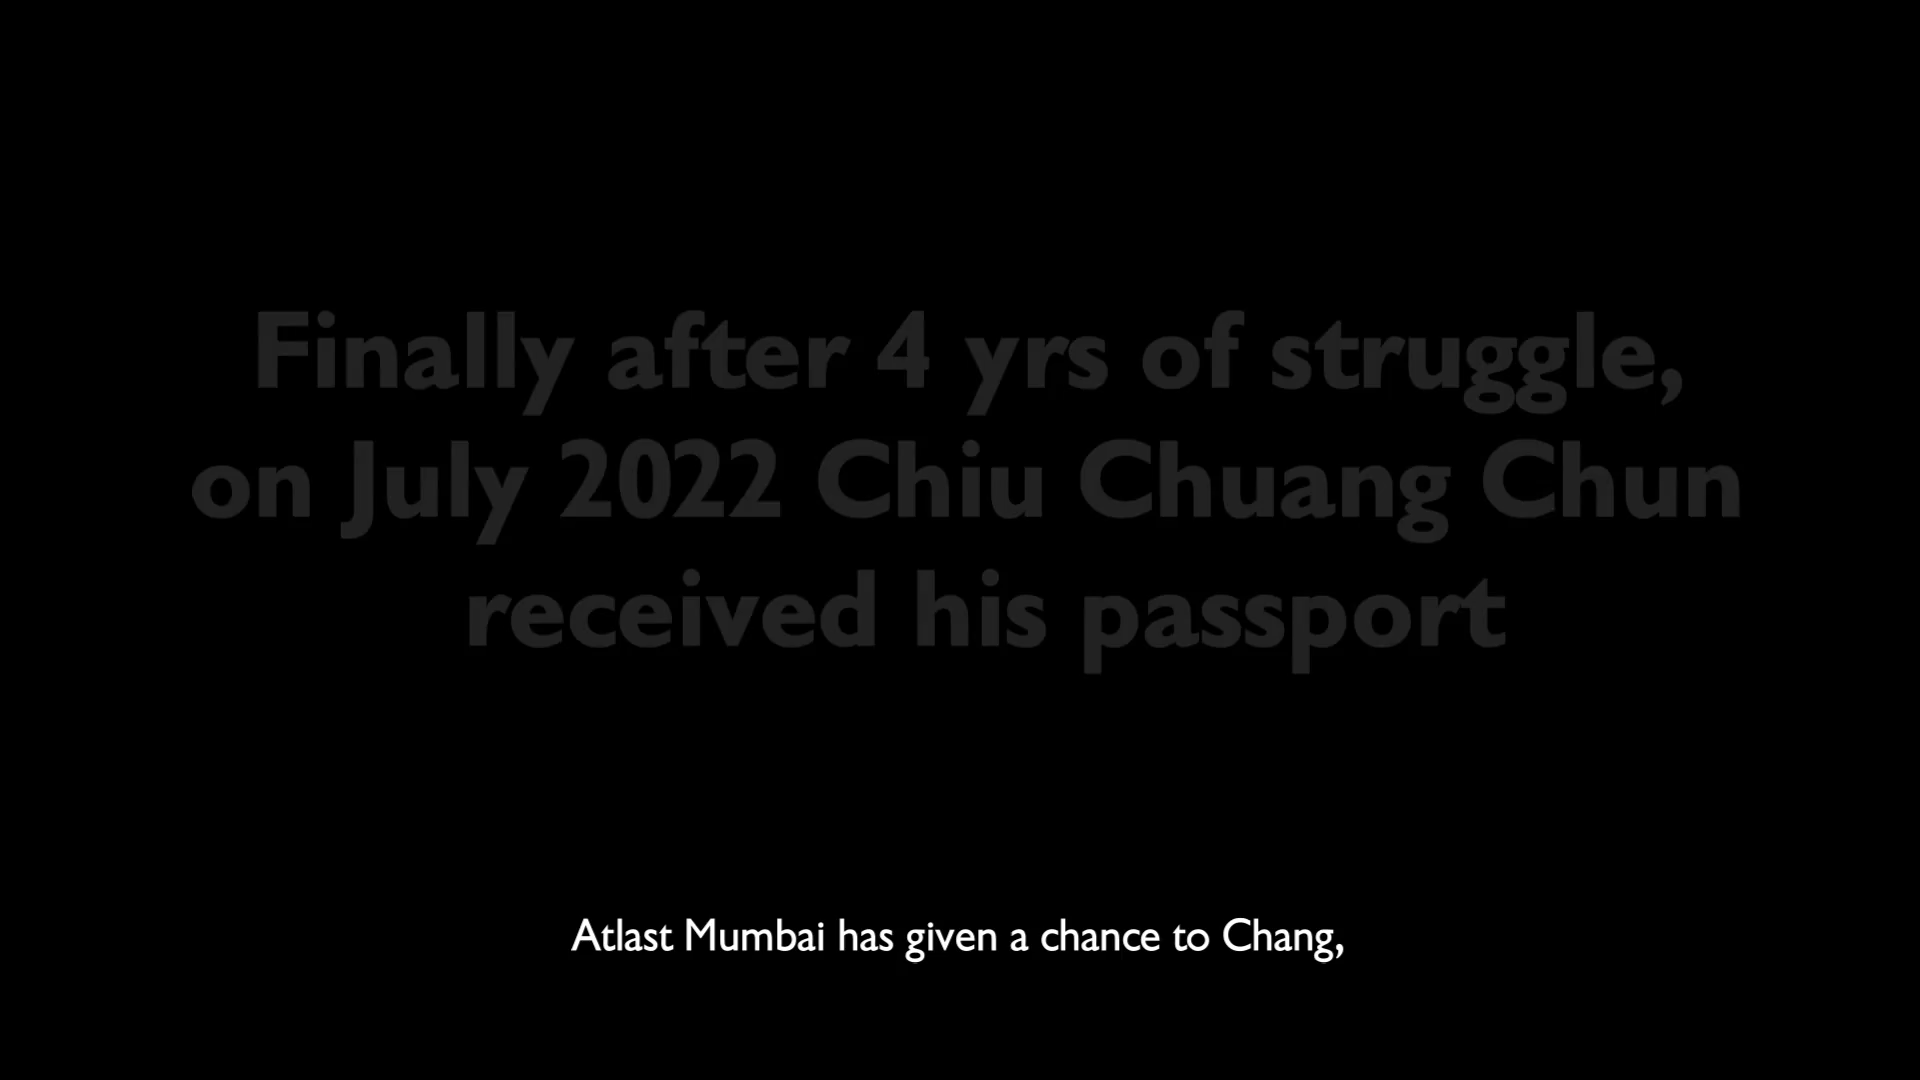 Finally after 4 yrs of struggle,
on July 2022 Chiu Chuang Chun
received his passport
Atlast Mumbai has given a chance to Chang,